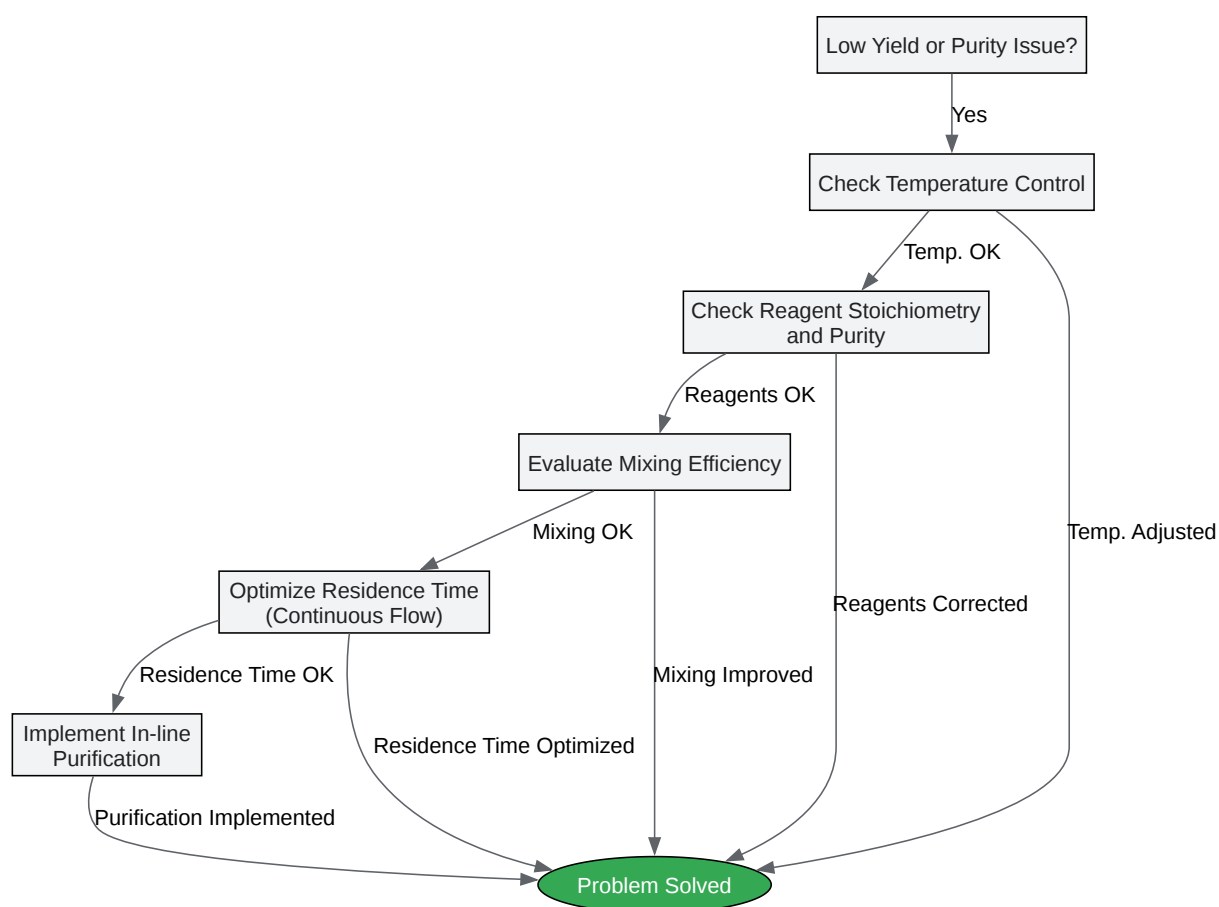 Low Yield or Purity Issue?
Yes
Check Temperature Control
Temp. OK
Check Reagent Stoichiometry
and Purity
Reagents OK
Evaluate Mixing Efficiency
Mixing OK
Temp. Adjusted
Optimize Residence Time
(Continuous Flow)
Reagents Corrected
Residence Time OK
Mixing Improved
Implement In-line
Purification
Residence Time Optimized
Purification Implemented
Problem Solved